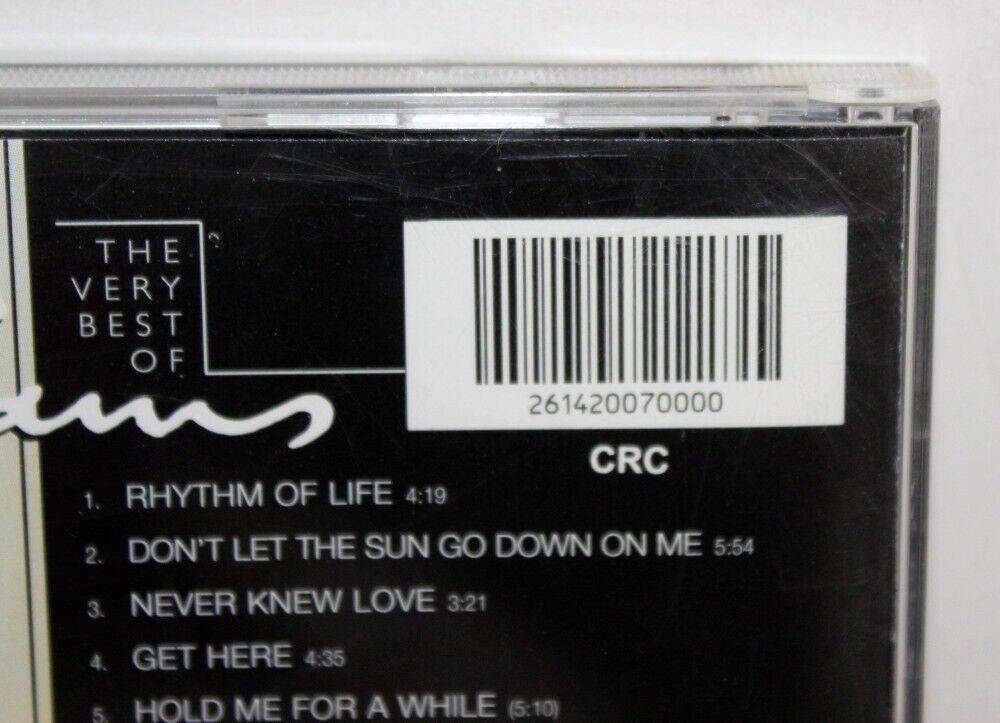 THE
VERY
BEST
OF
ams
261420070000
CRC
1. RHYTHM OF LIFE 4:19
2. DON'T LET THE SUN GO DOWN ON ME 5:54
3. NEVER KNEW LOVE 3:21
4. GET HERE 4:35
5. HOLD ME FOR A WHILE (5:10)